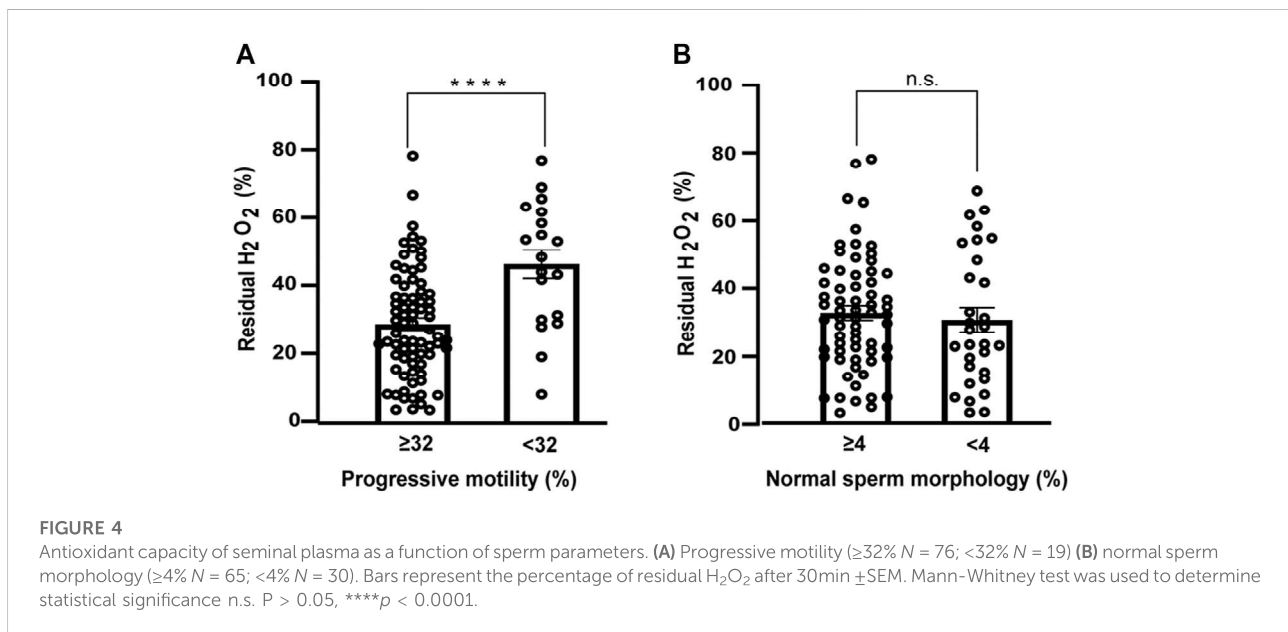 A
100
80
60
40
20
0
Residual H₂O₂ (%)
****
≥32
<32
Progressive motility (%)
B
100
80
60
40
20
0
Residual H₂O₂ (%)
n.s.
≥4
<4
Normal sperm morphology (%)
FIGURE 4
Antioxidant capacity of seminal plasma as a function of sperm parameters. (A) Progressive motility (≥32% N = 76; <32% N = 19) (B) normal sperm
morphology (≥4% N = 65; <4% N = 30). Bars represent the percentage of residual H₂O₂ after 30min ±SEM. Mann-Whitney test was used to determine
statistical significance n.s. P > 0.05, ****p < 0.0001.